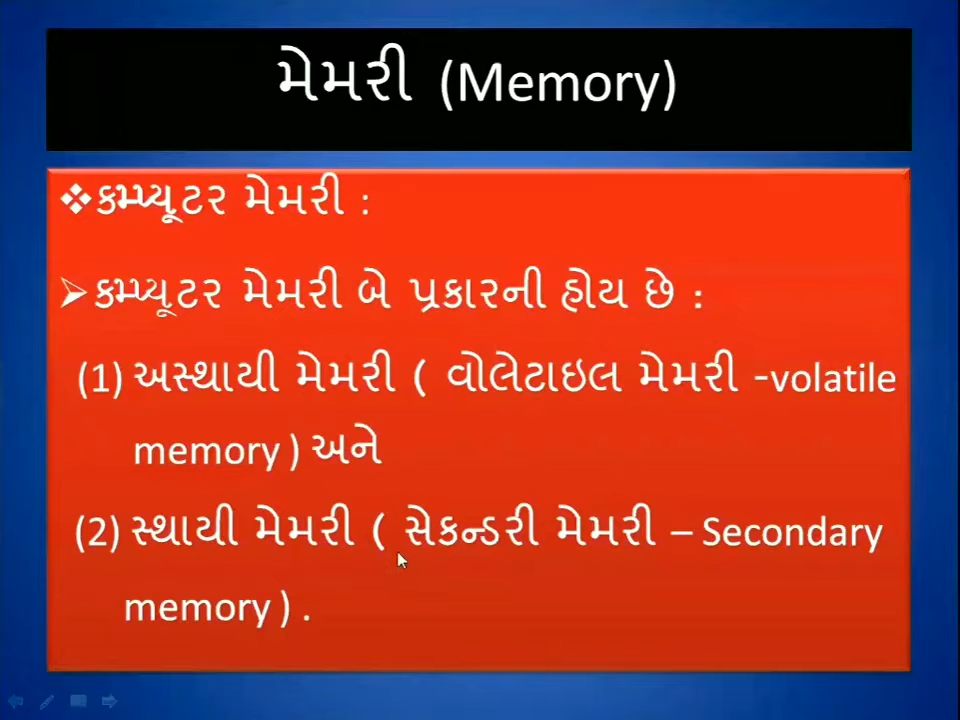 મેમરી (Memory)
❖કમ્પ્યૂટર મેમરી :
➢કમ્પ્યૂટર મેમરી બે પ્રકારની હોય છે :
(1) અસ્થાયી મેમરી ( વોલેટાઇલ મેમરી -volatile
memory ) અને
(2) સ્થાયી મેમરી ( સેકન્ડરી મેમરી – Secondary
memory ) .